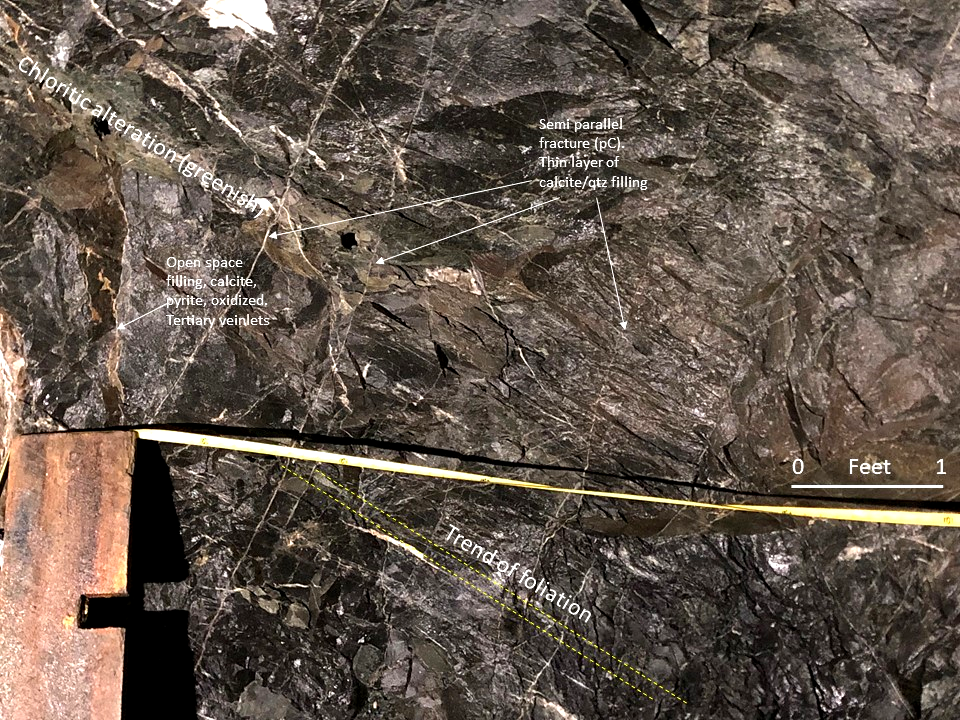 Chloritic alteration (greenish)
Semi parallel
fracture (pC).
Thin layer of
calcite/qtz filling
Open space
filling, calcite,
pyrite, oxidized.
Tertiary veinlets
0 Feet 1
Trend of foliation